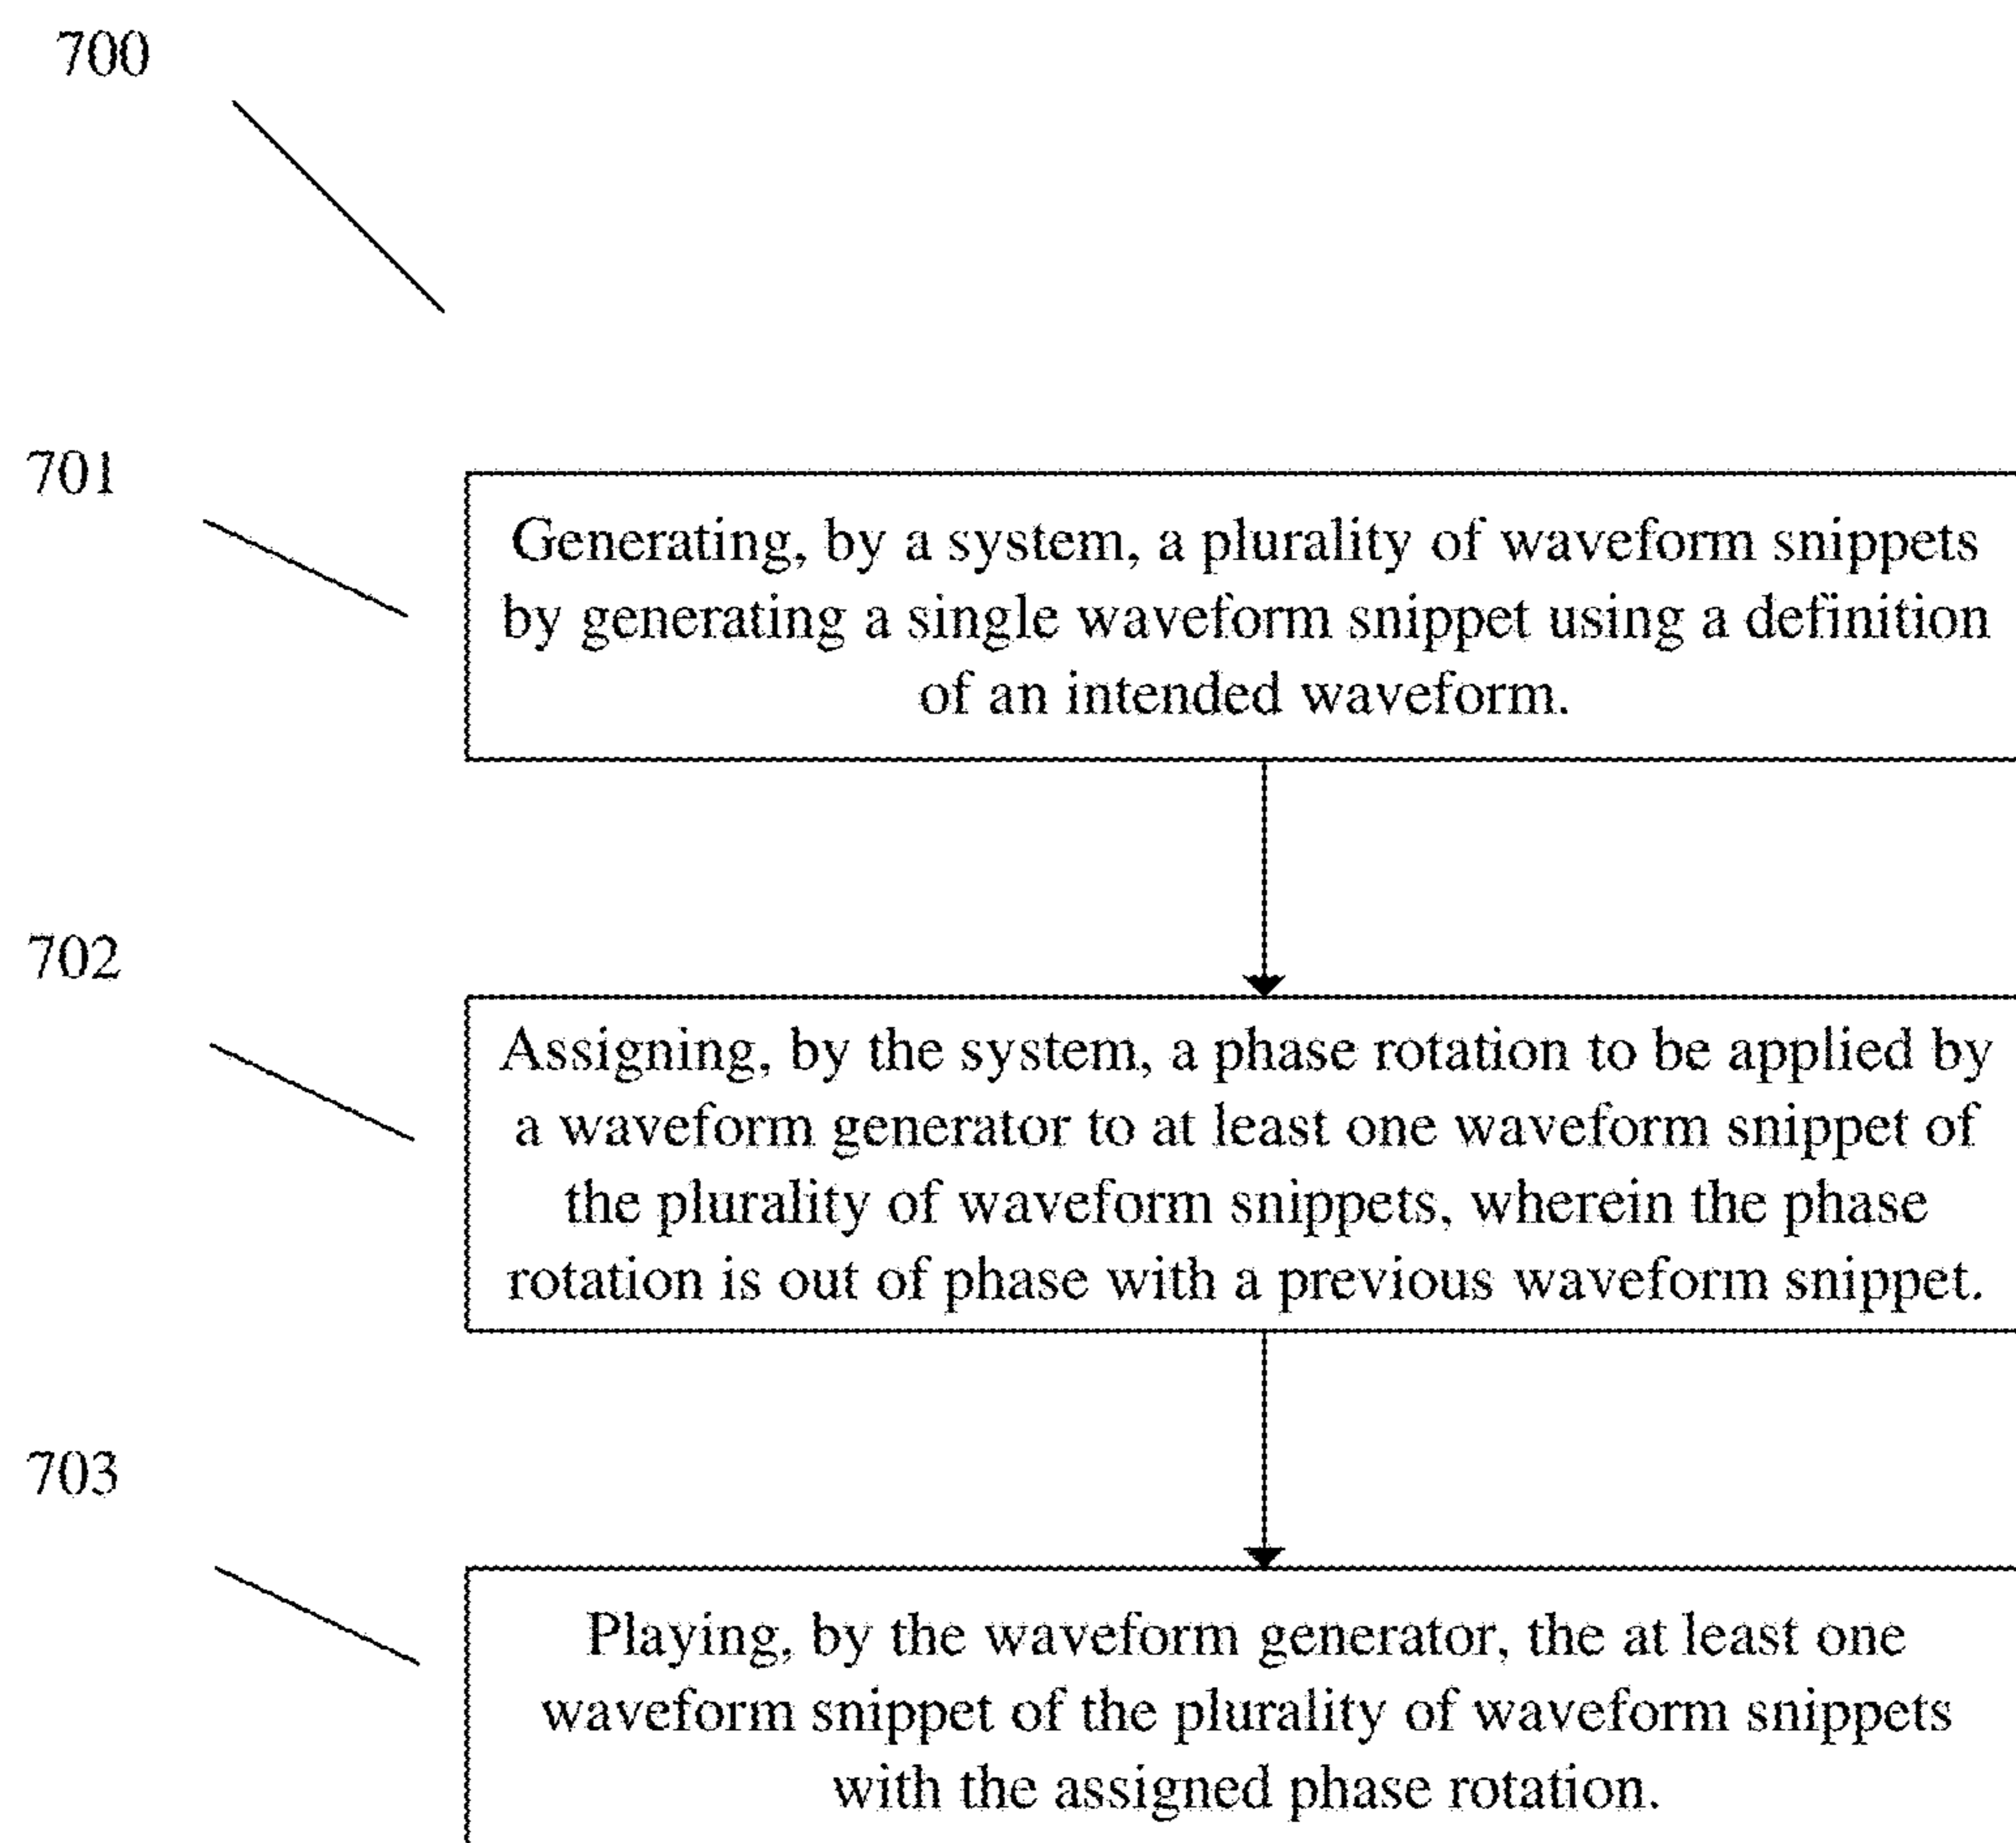 700
701
Generating, by a system, a plurality of waveform snippets
by generating a single waveform snippet using a definition
of an intended waveform.
702
Assigning, by the system, a phase rotation to be applied by
a waveform generator to at least one waveform snippet of
the plurality of waveform snippets, wherein the phase
rotation is out of phase with a previous waveform snippet.
703
Playing, by the waveform generator, the at least one
waveform snippet of the plurality of waveform snippets
with the assigned phase rotation.